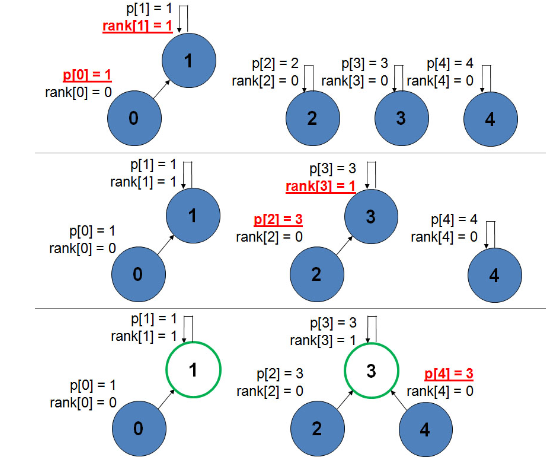 p[1] = 1
rank[1] = 1
1
p[0] = 1
rank[0] = 0
0
p[2] = 2
rank[2] = 0
2
p[3] = 3
rank[3] = 0
3
p[4] = 4
rank[4] = 0
4
p[1] = 1
rank[1] = 1
1
p[0] = 1
rank[0] = 0
0
p[3] = 3
rank[3] = 1
3
p[2] = 3
rank[2] = 0
2
p[4] = 4
rank[4] = 0
4
p[1] = 1
rank[1] = 1
1
p[0] = 1
rank[0] = 0
0
p[3] = 3
rank[3] = 1
3
p[2] = 3
rank[2] = 0
2
p[4] = 3
rank[4] = 0
4